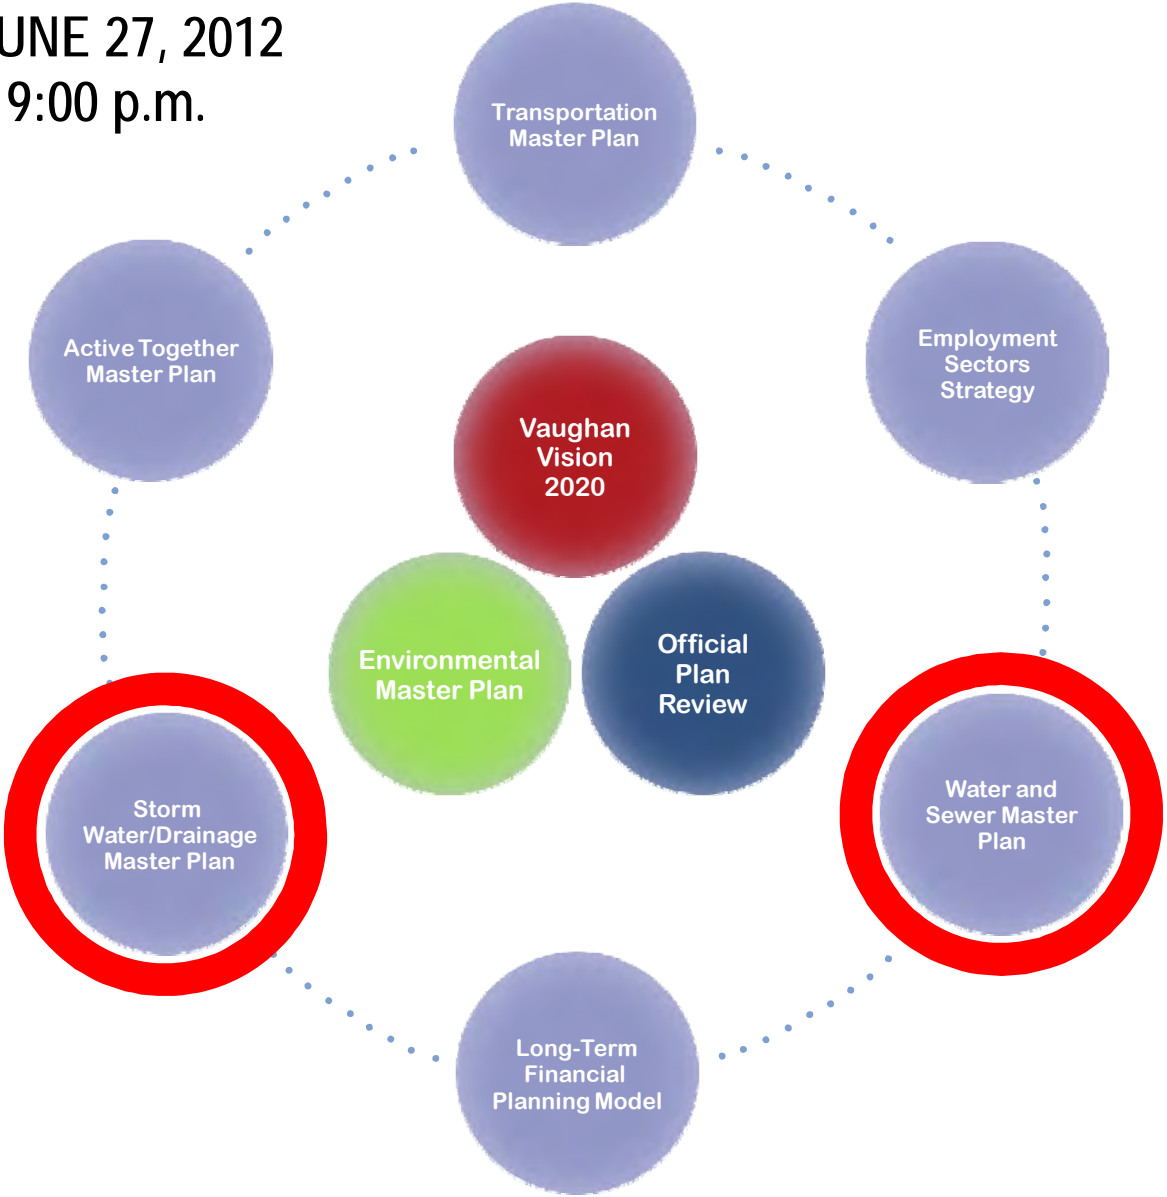 UNE 27, 2012
9:00 p.m.
Transportation
Master Plan
Active Together
Master Plan
Employment
Sectors
Strategy
Vaughan
Vision
2020
Environmental
Master Plan
Official
Plan
Review
Storm
Water/Drainage
Master Plan
Water and
Sewer Master
Plan
Long-Term
Financial
Planning Model